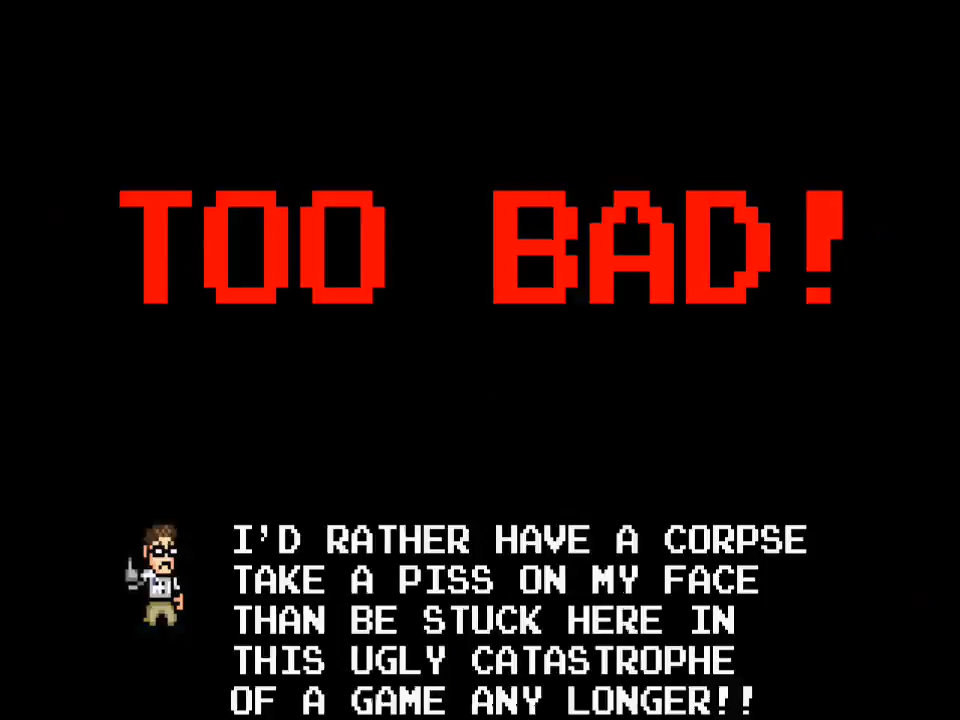 TOO BAD!
I'D RATHER HAVE A CORPSE
TAKE A PISS ON MY FACE
THAN BE STUCK HERE IN
THIS UGLY CATASTROPHE
OF A GAME ANY LONGER!!